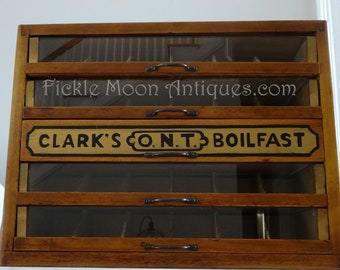 Fickle Moon Antiques.com
CLARK'S O.N.T. BOILFAST